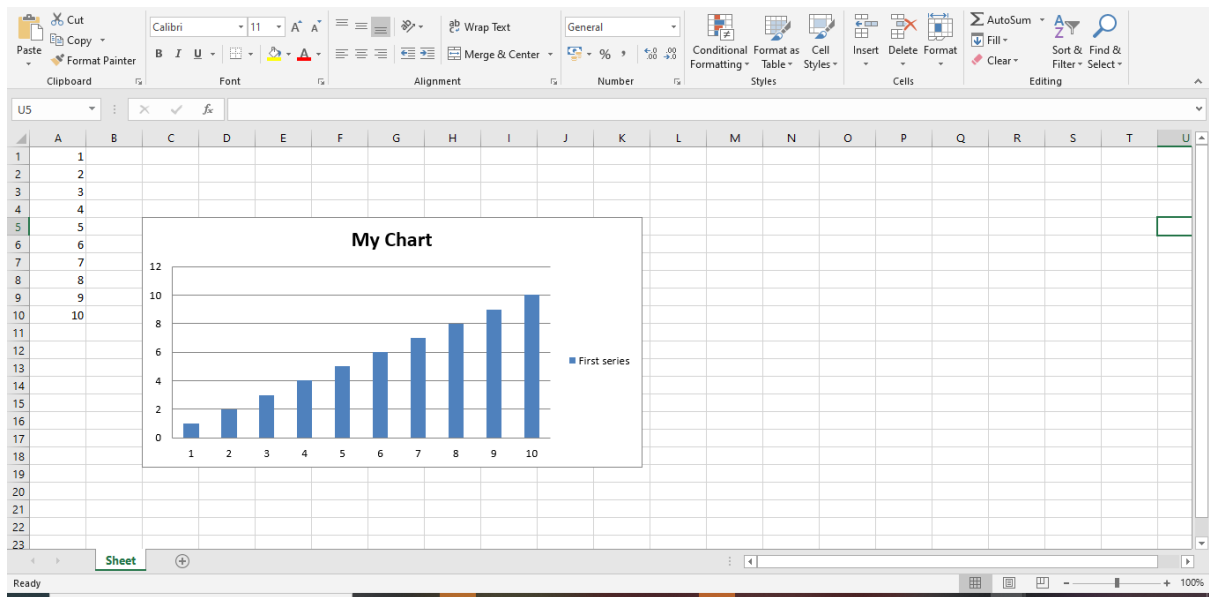 Cut
Copy
Format Painter
Paste
Clipboard
Calibri 11 A A
B I U A
Font
Wrap Text
Merge & Center
Alignment
General
% , .0 .00 .00 .0
Number
Conditional Formatting
Format as Table
Cell Styles
Styles
Insert Delete Format
Cells
AutoSum
Fill
Clear
Sort & Filter
Find & Select
Editing
U5 fx
A B C D E F G H I J K L M N O P Q R S T U
1 1
2 2
3 3
4 4
5 5
6 6
7 7
8 8
9 9
10 10
11
12
13
14
15
16
17
18
19
20
21
22
23
My Chart
12
10
8
6
4
2
0
1 2 3 4 5 6 7 8 9 10
First series
Sheet
Ready
100%